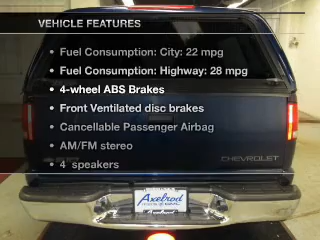 VEHICLE FEATURES
• Fuel Consumption: City: 22 mpg
• Fuel Consumption: Highway: 28 mpg
• 4-wheel ABS Brakes
• Front Ventilated disc brakes
• Cancellable Passenger Airbag
• AM/FM stereo
• 4 speakers
CHEVROLET
Axelrod